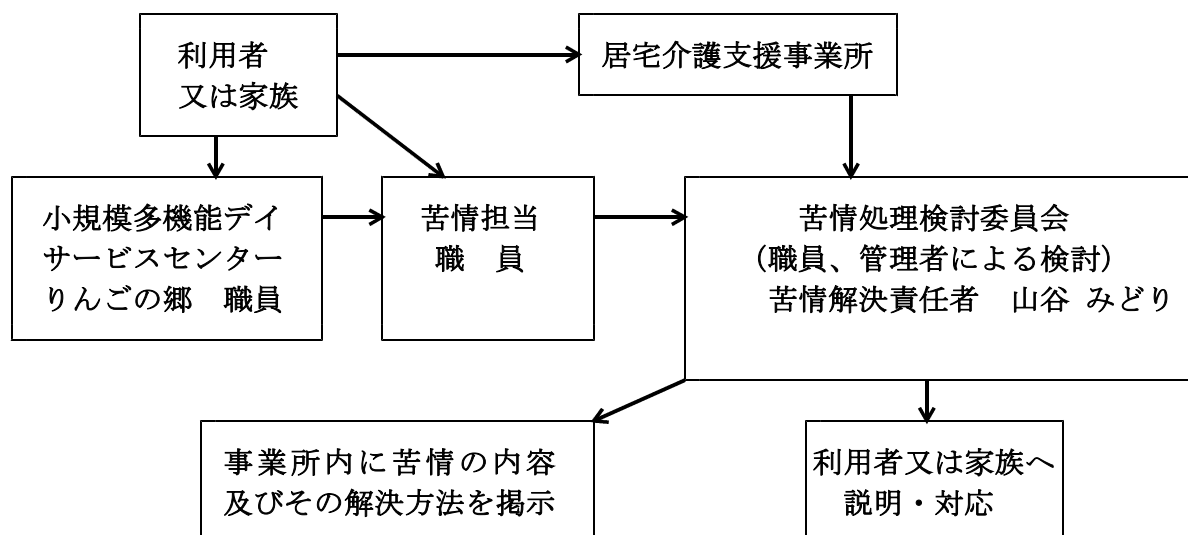 利用者
又は家族
居宅介護支援事業所
小規模多機能デイ
サービスセンター
りんごの郷　職員
苦情担当
職　員
苦情処理検討委員会
（職員、管理者による検討）
苦情解決責任者　山谷 みどり
事業所内に苦情の内容
及びその解決方法を掲示
利用者又は家族へ
説明・対応